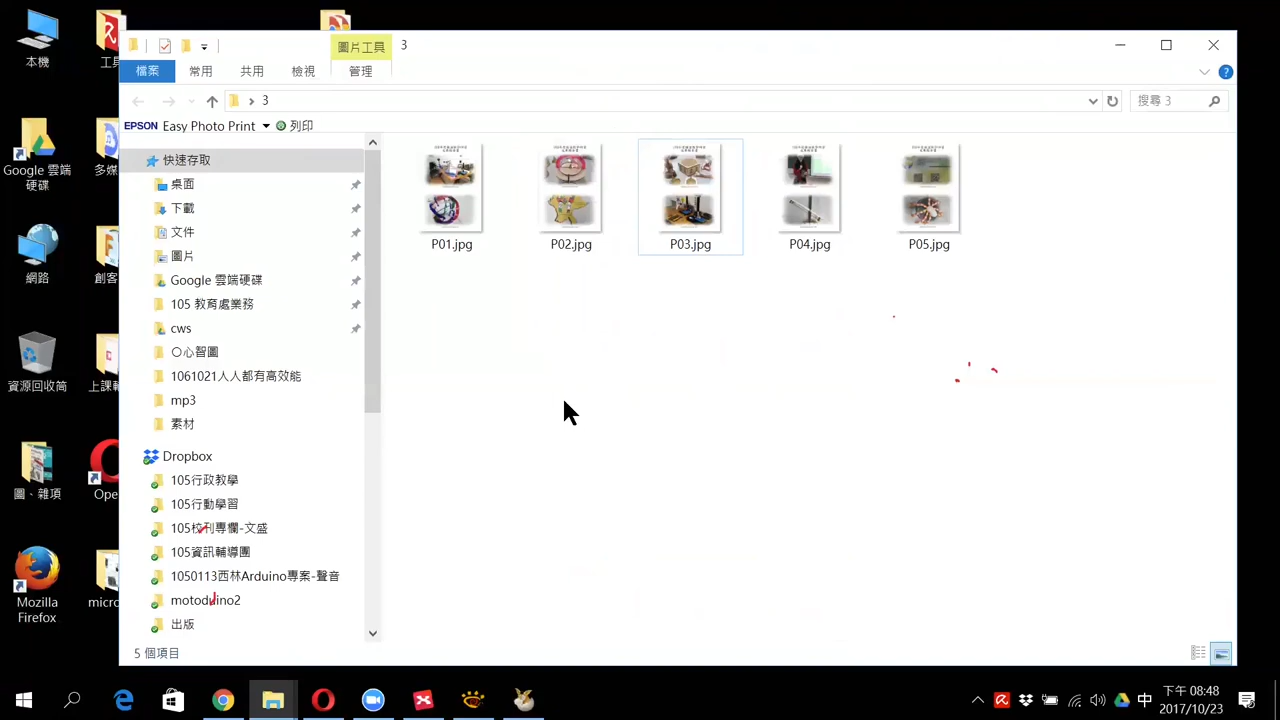 本機
工具
Google 雲端
硬碟
多媒
網路
創客
資源回收筒
上課
圖、雜項
Ope
Mozilla
Firefox
micro
圖片工具
3
檔案
常用
共用
檢視
管理
3
搜尋 3
EPSON Easy Photo Print
列印
快速存取
桌面
下載
文件
圖片
Google 雲端硬碟
105 教育處業務
cws
〇心智圖
1061021人人都有高效能
mp3
素材
Dropbox
105行政教學
105行動學習
105校刊專欄-文盛
105資訊輔導團
1050113西林Arduino專案-聲音
motoduino2
出版
P01.jpg
P02.jpg
P03.jpg
P04.jpg
P05.jpg
5 個項目
中
下午 08:48
2017/10/23